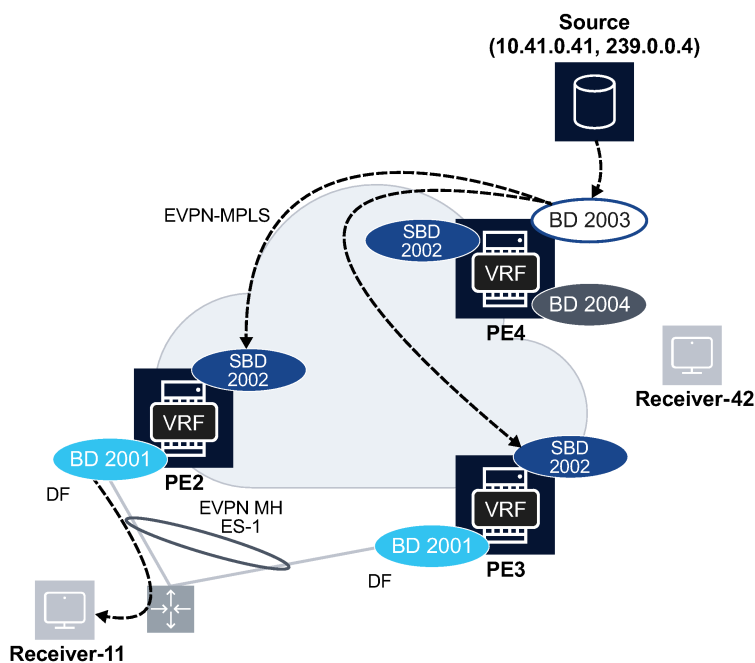 Source
(10.41.0.41, 239.0.0.4)
EVPN-MPLS
BD 2003
SBD
2002
VRF
BD 2004
PE4
Receiver-42
SBD
2002
VRF
BD 2001
PE2
DF
EVPN MH
ES-1
SBD
2002
VRF
BD 2001
PE3
DF
Receiver-11